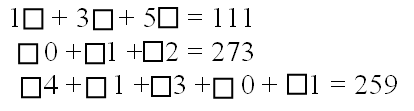 1□ + 3□ + 5□ = 111
□0 + □1 + □2 = 273
□4 + □1 + □3 + □0 + □1 = 259